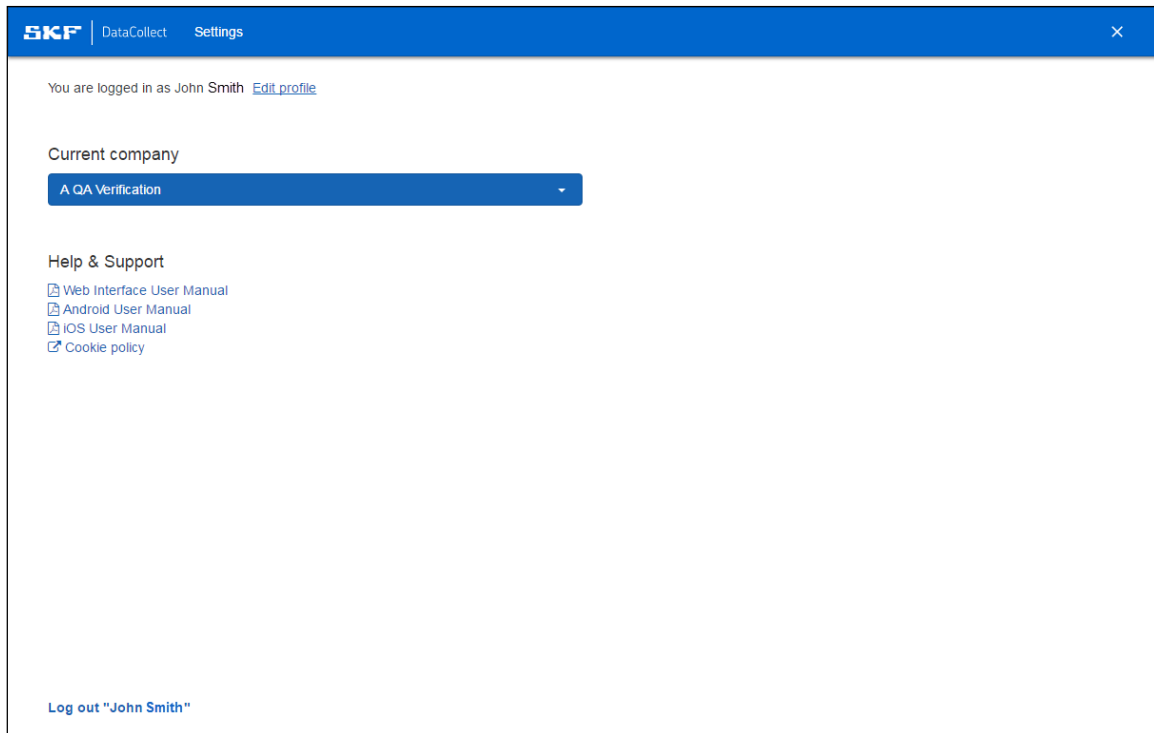 SKF DataCollect Settings
You are logged in as John Smith Edit profile
Current company
A QA Verification
Help & Support
Web Interface User Manual
Android User Manual
iOS User Manual
Cookie policy
Log out "John Smith"